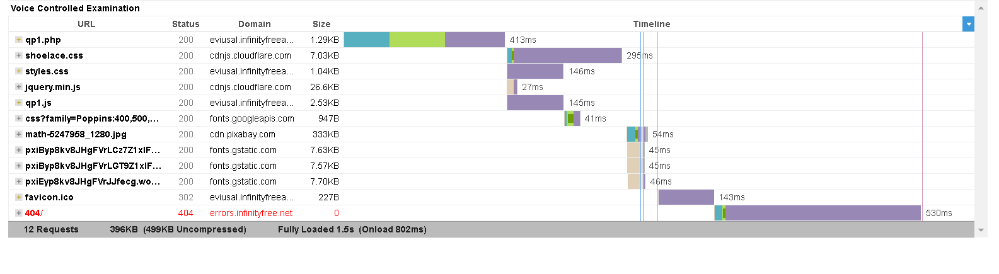 Voice Controlled Examination
URL Status Domain Size Timeline
qp1.php 200 eviusal.infinityfreea... 1.29KB 413ms
shoelace.css 200 cdnjs.cloudflare.com 7.03KB 295ms
styles.css 200 eviusal.infinityfreea... 1.04KB 146ms
jquery.min.js 200 cdnjs.cloudflare.com 26.6KB 27ms
qp1.js 200 eviusal.infinityfreea... 2.53KB 145ms
css?family=Poppins:400,500,... 200 fonts.googleapis.com 947B 41ms
math-5247958_1280.jpg 200 cdn.pixabay.com 333KB 54ms
pxiByp8kv8JHgFVrLCz7Z1xlF... 200 fonts.gstatic.com 7.63KB 45ms
pxiByp8kv8JHgFVrLGT9Z1xlF... 200 fonts.gstatic.com 7.57KB 45ms
pxiEyp8kv8JHgFVrJJfecg.wo... 200 fonts.gstatic.com 7.70KB 46ms
favicon.ico 302 eviusal.infinityfreea... 227B 143ms
404/ 404 errors.infinityfree.net 0 530ms
12 Requests 396KB (499KB Uncompressed) Fully Loaded 1.5s (Onload 802ms)